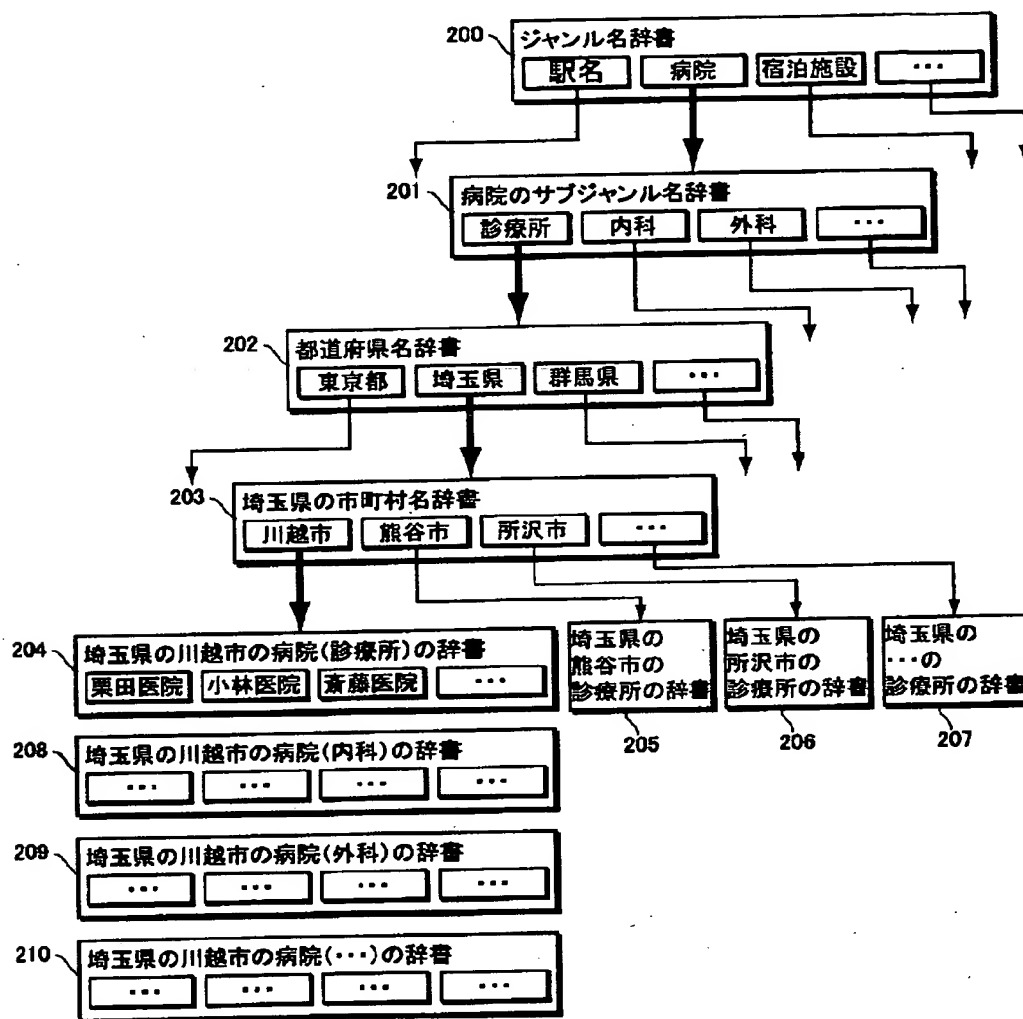 200
ジャンル名辞書
駅名 病院 宿泊施設 ・・・
201
病院のサブジャンル名辞書
診療所 内科 外科 ・・・
202
都道府県名辞書
東京都 埼玉県 群馬県 ・・・
203
埼玉県の市町村名辞書
川越市 熊谷市 所沢市 ・・・
204
埼玉県の川越市の病院(診療所)の辞書
栗田医院 小林医院 斎藤医院 ・・・
埼玉県の
熊谷市の
診療所の辞書
205
埼玉県の
所沢市の
診療所の辞書
206
埼玉県の
・・・の
診療所の辞書
207
208
埼玉県の川越市の病院(内科)の辞書
・・・ ・・・ ・・・ ・・・
209
埼玉県の川越市の病院(外科)の辞書
・・・ ・・・ ・・・ ・・・
210
埼玉県の川越市の病院(・・・)の辞書
・・・ ・・・ ・・・ ・・・